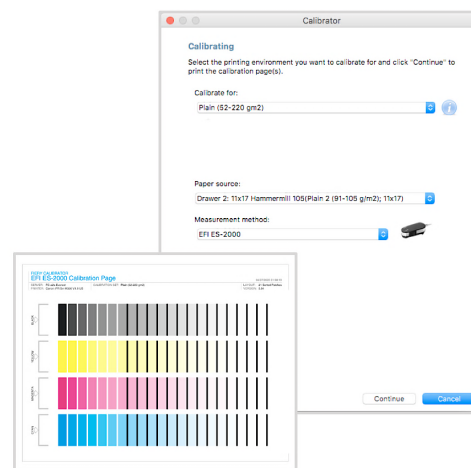 Calibrator
Calibrating
Select the printing environment you want to calibrate for and click "Continue" to
print the calibration page(s).
Calibrate for:
Plain (52-220 gm2)
Paper source:
Drawer 2: 11x17 Hammermill 105(Plain 2 (91-105 g/m2); 11x17)
Measurement method:
EFI ES-2000
Continue
Cancel
EFI ES-2000 Calibration Page
BLACK
YELLOW
MAGENTA
CYAN